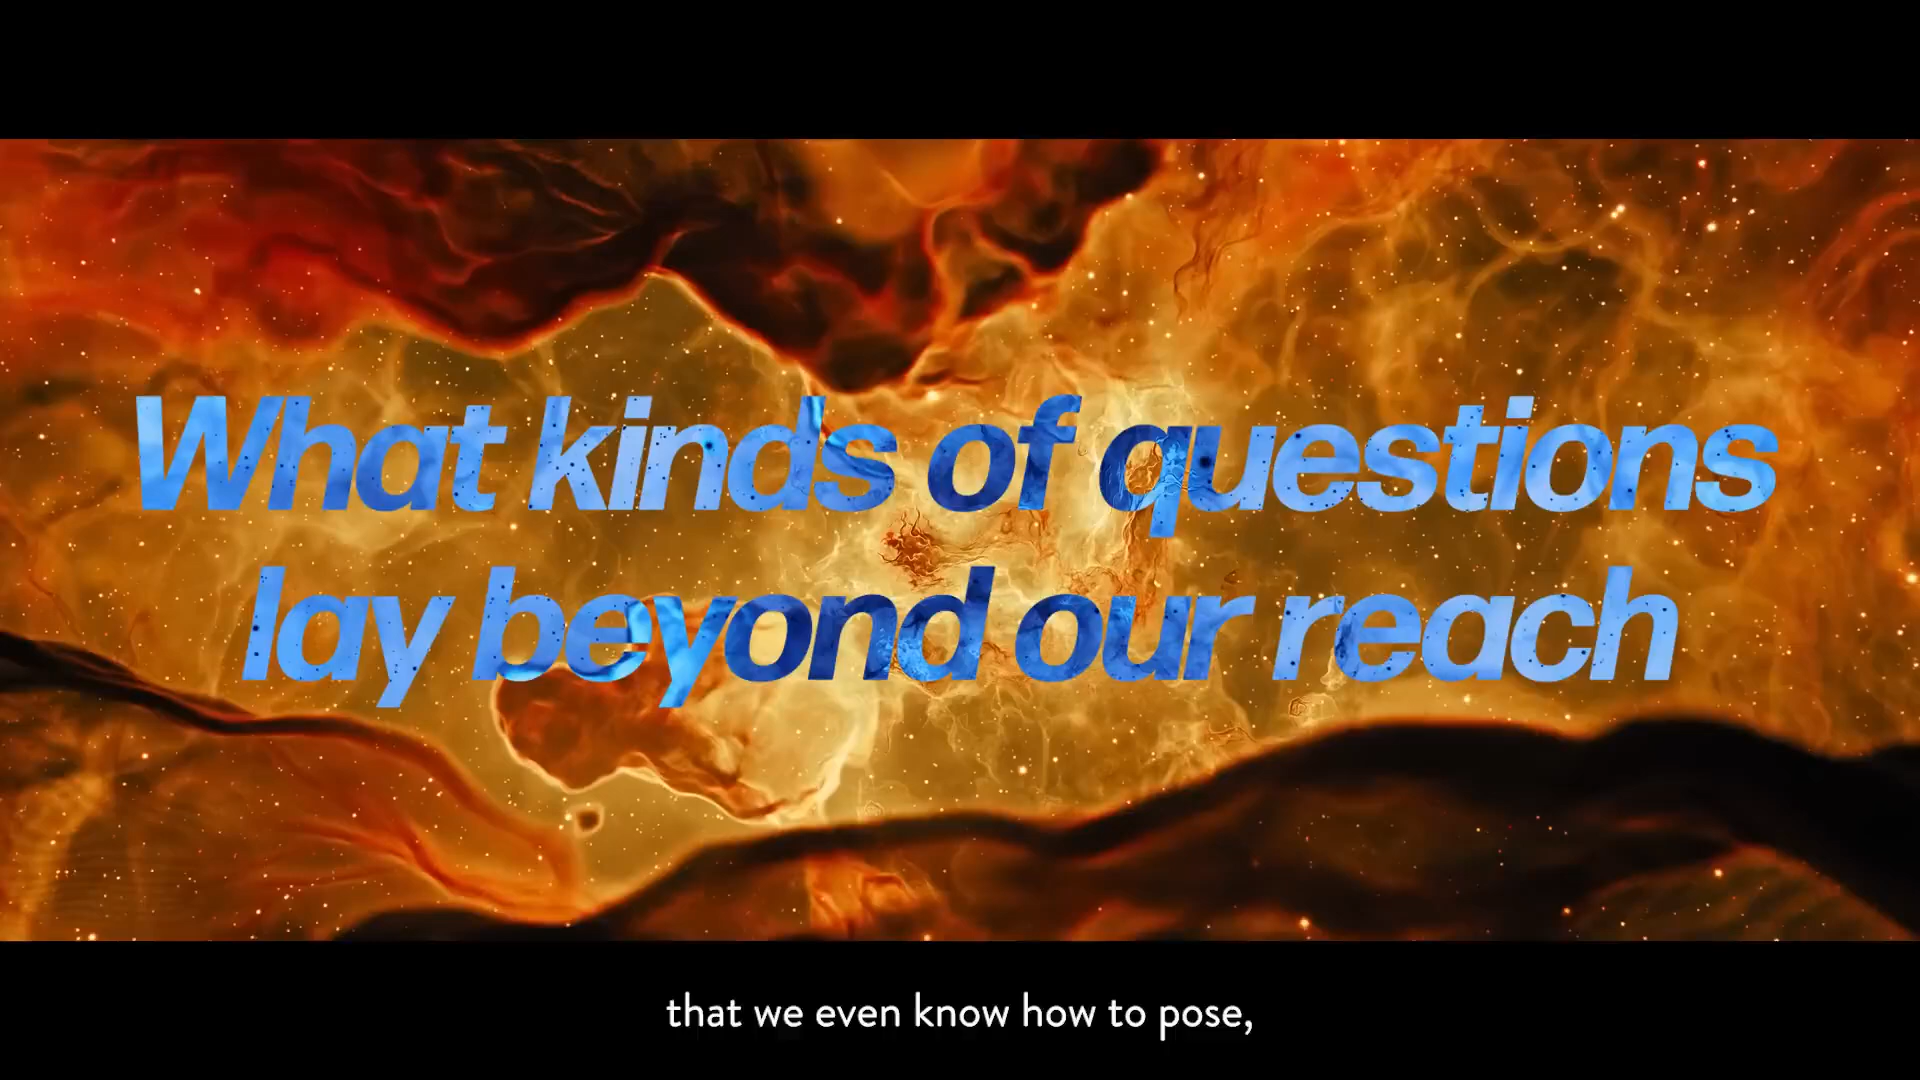 What kinds of questions
lay beyond our reach
that we even know how to pose,